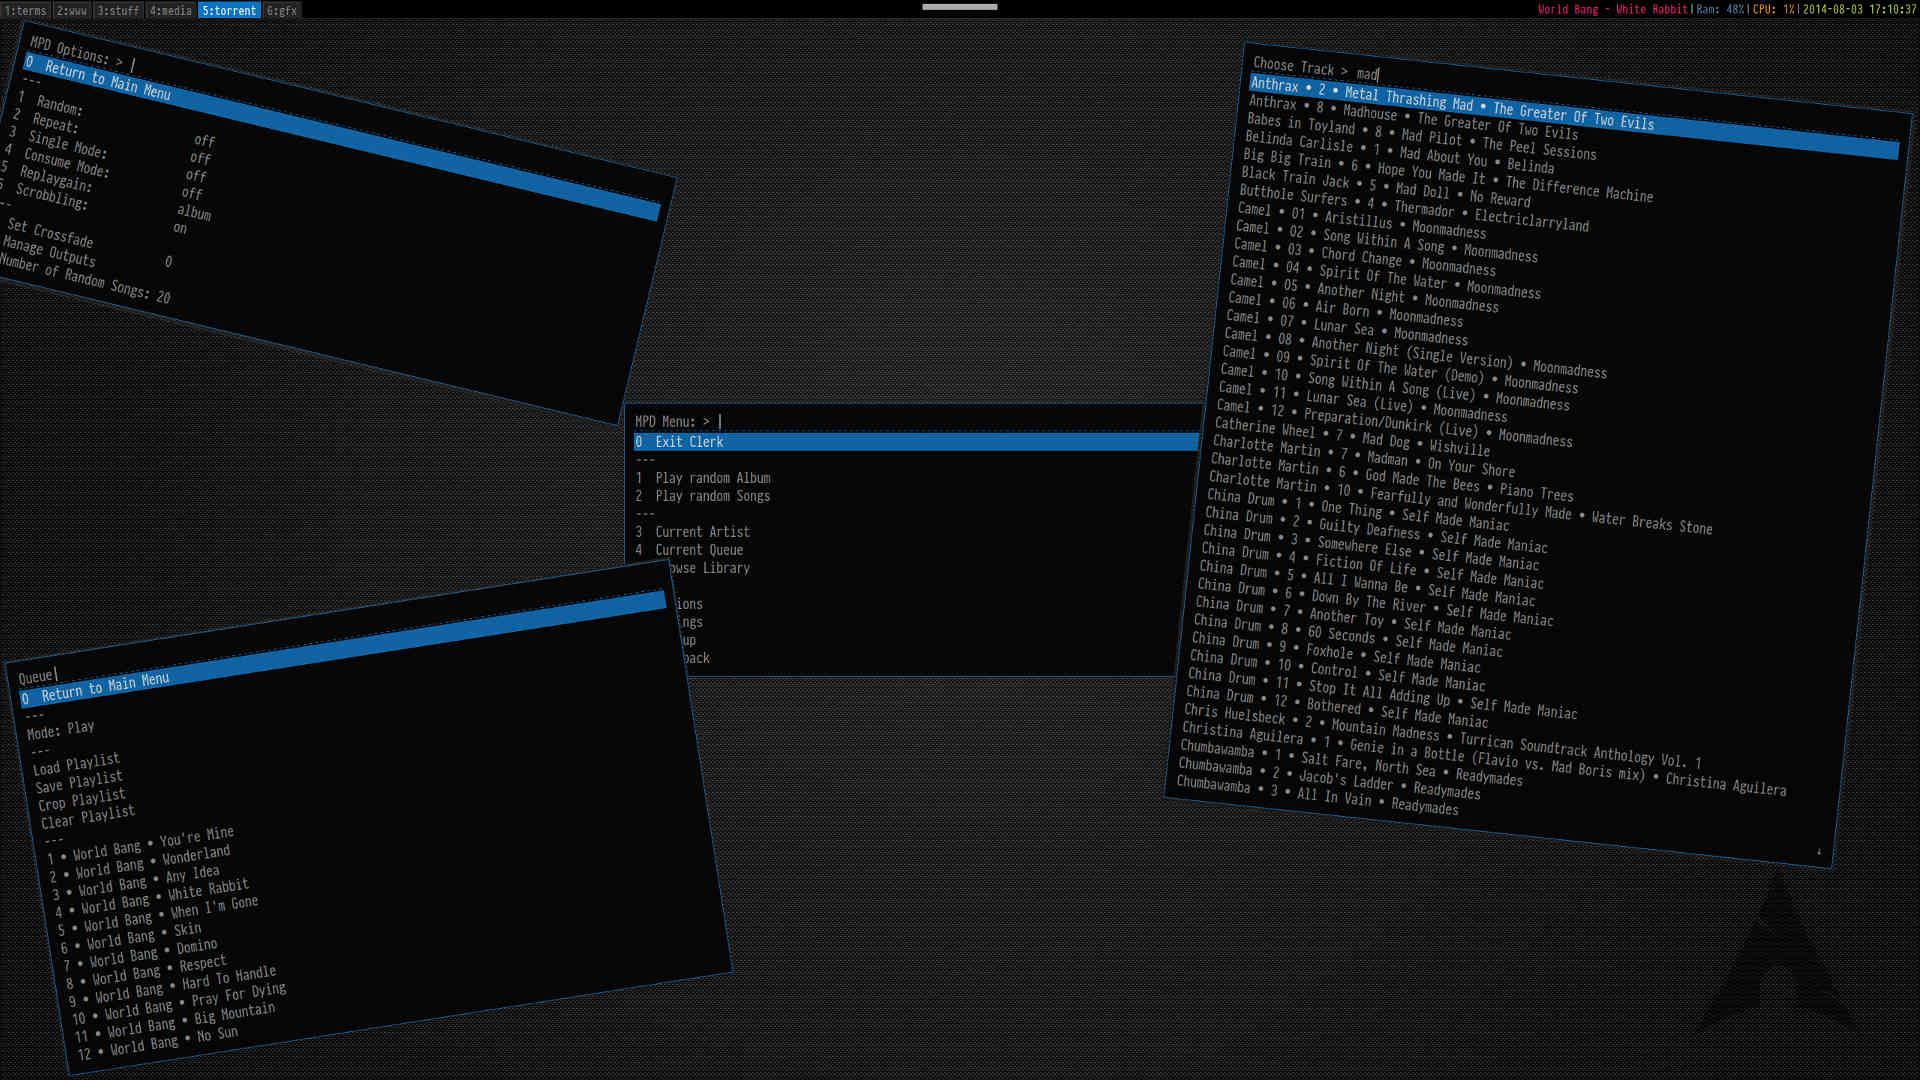 1:terms 2:www 3:stuff 4:media 5:torrent 6:gfx
World Bang - White Rabbit| Ram: 48%| CPU: 1%| 2014-08-03 17:10:37
MPD Options: > |
0 Return to Main Menu
---
1 Random: off
2 Repeat: off
3 Single Mode: off
4 Consume Mode: off
5 Replaygain: album
6 Scrobbling: on
--
Set Crossfade 0
Manage Outputs
Number of Random Songs: 20
MPD Menu: > |
0 Exit Clerk
---
1 Play random Album
2 Play random Songs
---
3 Current Artist
4 Current Queue
owse Library
ions
ngs
up
back
Queue|
0 Return to Main Menu
---
Mode: Play
---
Load Playlist
Save Playlist
Crop Playlist
Clear Playlist
---
1 • World Bang • You're Mine
2 • World Bang • Wonderland
3 • World Bang • Any Idea
4 • World Bang • White Rabbit
5 • World Bang • When I'm Gone
6 • World Bang • Skin
7 • World Bang • Domino
8 • World Bang • Respect
9 • World Bang • Hard To Handle
10 • World Bang • Pray For Dying
11 • World Bang • Big Mountain
12 • World Bang • No Sun
Choose Track > mad|
Anthrax • 2 • Metal Thrashing Mad • The Greater Of Two Evils
Anthrax • 8 • Madhouse • The Greater Of Two Evils
Babes in Toyland • 8 • Mad Pilot • The Peel Sessions
Belinda Carlisle • 1 • Mad About You • Belinda
Big Big Train • 6 • Hope You Made It • The Difference Machine
Black Train Jack • 5 • Mad Doll • No Reward
Butthole Surfers • 4 • Thermador • Electriclarryland
Camel • 01 • Aristillus • Moonmadness
Camel • 02 • Song Within A Song • Moonmadness
Camel • 03 • Chord Change • Moonmadness
Camel • 04 • Spirit Of The Water • Moonmadness
Camel • 05 • Another Night • Moonmadness
Camel • 06 • Air Born • Moonmadness
Camel • 07 • Lunar Sea • Moonmadness
Camel • 08 • Another Night (Single Version) • Moonmadness
Camel • 09 • Spirit Of The Water (Demo) • Moonmadness
Camel • 10 • Song Within A Song (Live) • Moonmadness
Camel • 11 • Lunar Sea (Live) • Moonmadness
Camel • 12 • Preparation/Dunkirk (Live) • Moonmadness
Catherine Wheel • 7 • Mad Dog • Wishville
Charlotte Martin • 7 • Madman • On Your Shore
Charlotte Martin • 6 • God Made The Bees • Piano Trees
Charlotte Martin • 10 • Fearfully and Wonderfully Made • Water Breaks Stone
China Drum • 1 • One Thing • Self Made Maniac
China Drum • 2 • Guilty Deafness • Self Made Maniac
China Drum • 3 • Somewhere Else • Self Made Maniac
China Drum • 4 • Fiction Of Life • Self Made Maniac
China Drum • 5 • All I Wanna Be • Self Made Maniac
China Drum • 6 • Down By The River • Self Made Maniac
China Drum • 7 • Another Toy • Self Made Maniac
China Drum • 8 • 60 Seconds • Self Made Maniac
China Drum • 9 • Foxhole • Self Made Maniac
China Drum • 10 • Control • Self Made Maniac
China Drum • 11 • Stop It All Adding Up • Self Made Maniac
China Drum • 12 • Bothered • Self Made Maniac
Chris Huelsbeck • 2 • Mountain Madness • Turrican Soundtrack Anthology Vol. 1
Christina Aguilera • 1 • Genie in a Bottle (Flavio vs. Mad Boris mix) • Christina Aguilera
Chumbawamba • 1 • Salt Fare, North Sea • Readymades
Chumbawamba • 2 • Jacob's Ladder • Readymades
Chumbawamba • 3 • All In Vain • Readymades
↓